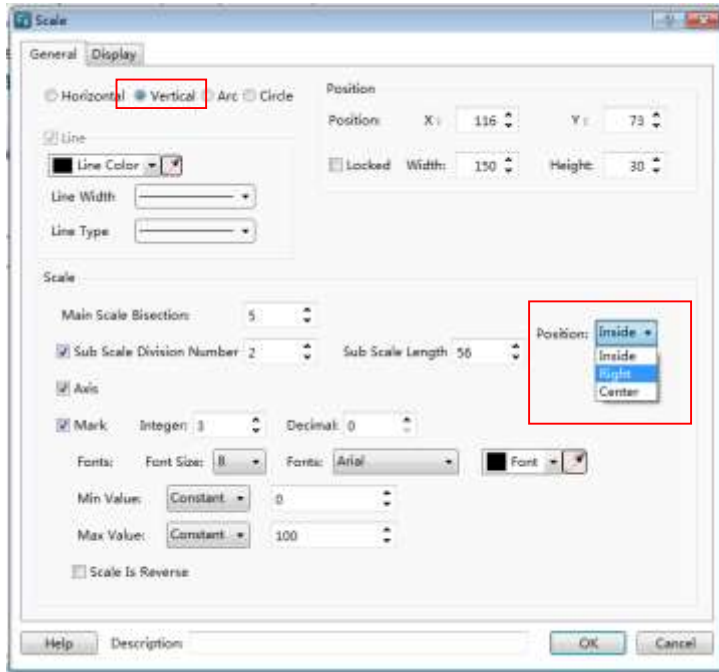 Scale
General Display
Horizontal Vertical Arc Circle
Position
Position: X: 116 Y: 73
Line
Locked Width: 150 Height: 30
Line Color
Line Width
Line Type
Scale
Main Scale Bisection: 5
Position: Inside
Sub Scale Division Number 2 Sub Scale Length 56
Inside
Right
Center
Axis
Mark Integer: 3 Decimal: 0
Fonts: Font Size: 8 Fonts: Arial Font
Min Value: Constant 0
Max Value: Constant 100
Scale Is Reverse
Help Description: OK Cancel